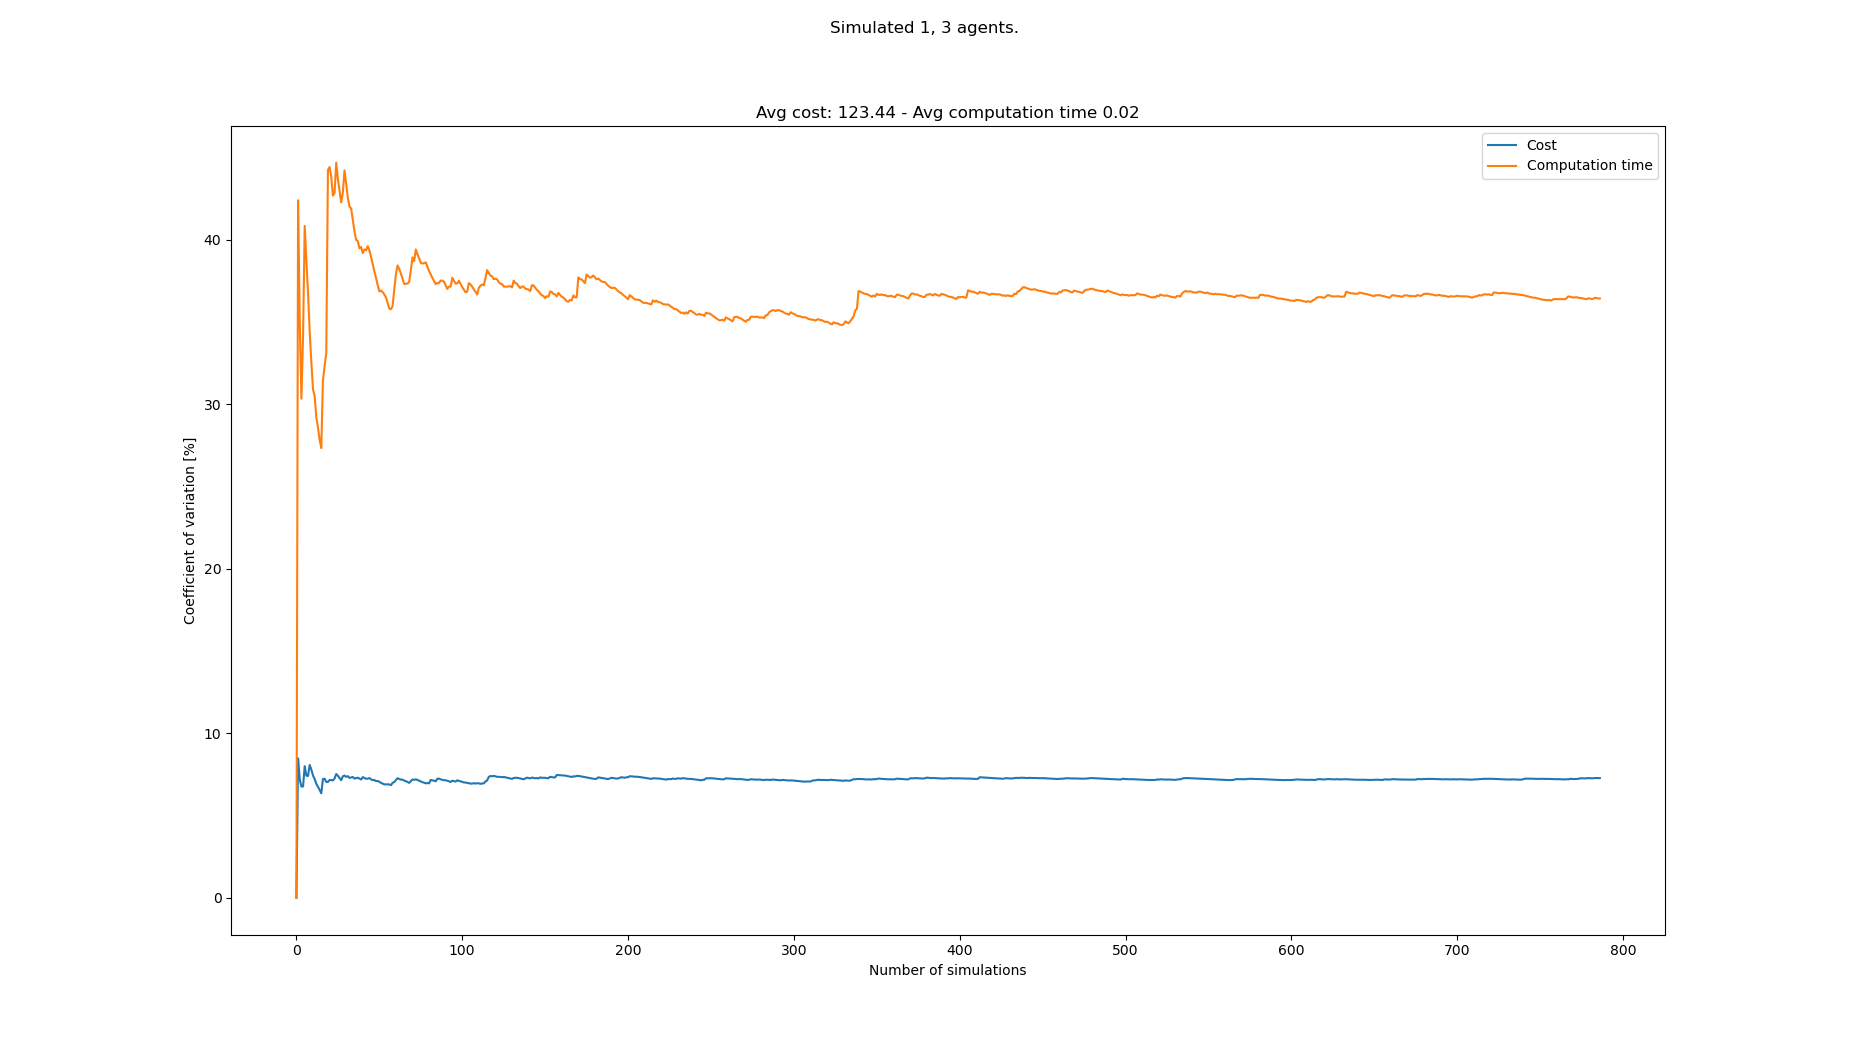 Simulated 1, 3 agents.
Avg cost: 123.44 - Avg computation time 0.02
Cost
Computation time
Coefficient of variation [%]
40
30
20
10
0
0 100 200 300 400 500 600 700 800
Number of simulations